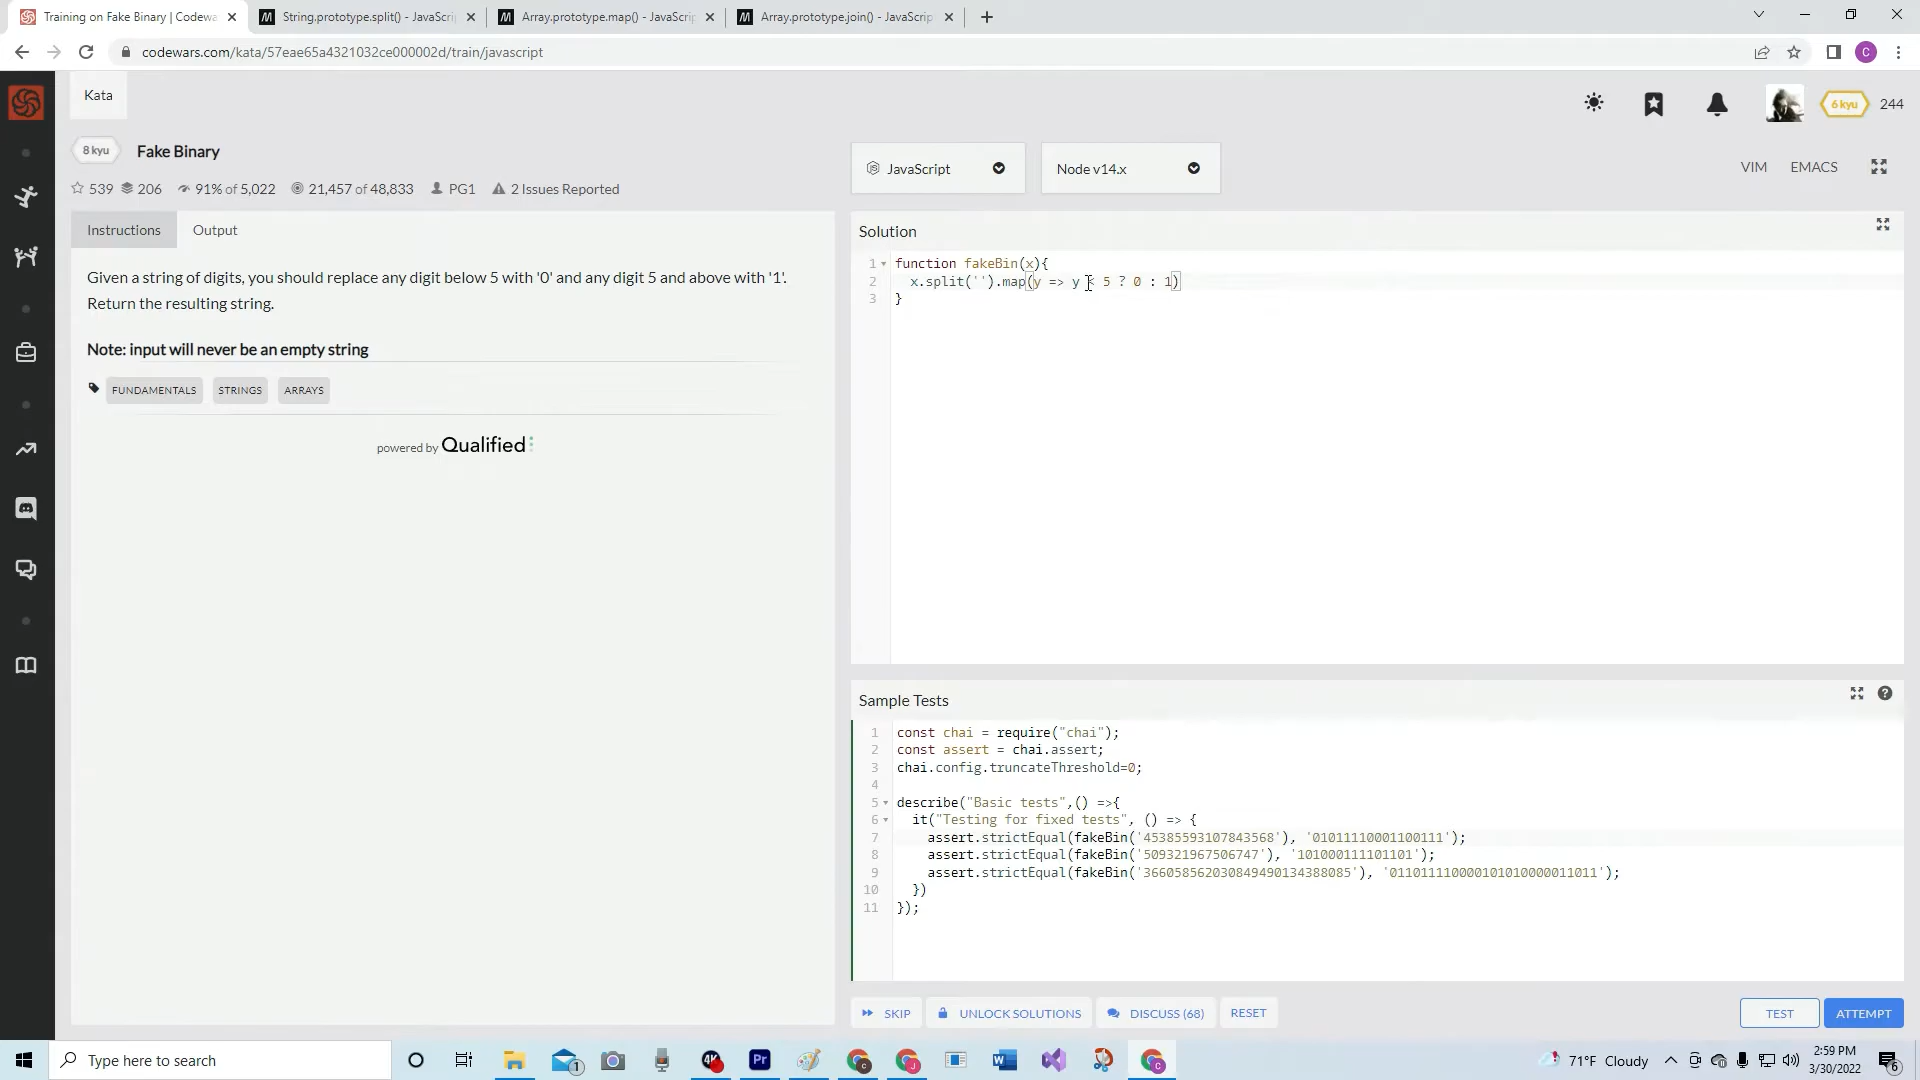 Training on Fake Binary | Codewa
String.prototype.split() - JavaScri
Array.prototype.map() - JavaScrip
Array.prototype.join() - JavaScrip
codewars.com/kata/57eae65a4321032ce000002d/train/javascript
C
Kata
6 kyu
244
8 kyu
Fake Binary
539
206
91% of 5,022
21,457 of 48,833
PG1
2 Issues Reported
JavaScript
Node v14.x
VIM
EMACS
Instructions
Output
Given a string of digits, you should replace any digit below 5 with '0' and any digit 5 and above with '1'.
Return the resulting string.
Note: input will never be an empty string
FUNDAMENTALS
STRINGS
ARRAYS
powered by Qualified
Solution
1 function fakeBin(x){
2 x.split('').map(y => y < 5 ? 0 : 1)
3 }
Sample Tests
1 const chai = require("chai");
2 const assert = chai.assert;
3 chai.config.truncateThreshold=0;
4
5 describe("Basic tests",() =>{
6 it("Testing for fixed tests", () => {
7 assert.strictEqual(fakeBin('45385593107843568'), '01011110001100111');
8 assert.strictEqual(fakeBin('509321967506747'), '101000111101101');
9 assert.strictEqual(fakeBin('366058562030849490134388085'), '011011110000101010000011011');
10 })
11 });
SKIP
UNLOCK SOLUTIONS
DISCUSS (68)
RESET
TEST
ATTEMPT
Type here to search
1
4K
Pr
C
J
C
71°F Cloudy
2:59 PM
3/30/2022
6